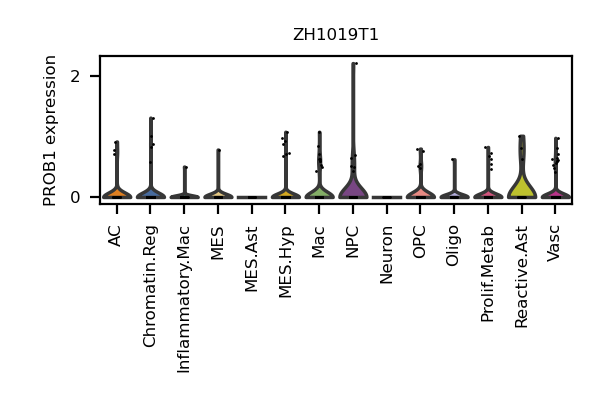 ZH1019T1
PROB1 expression
2
0
AC
Chromatin.Reg
Inflammatory.Mac
MES
MES.Ast
MES.Hyp
Mac
NPC
Neuron
OPC
Oligo
Prolif.Metab
Reactive.Ast
Vasc